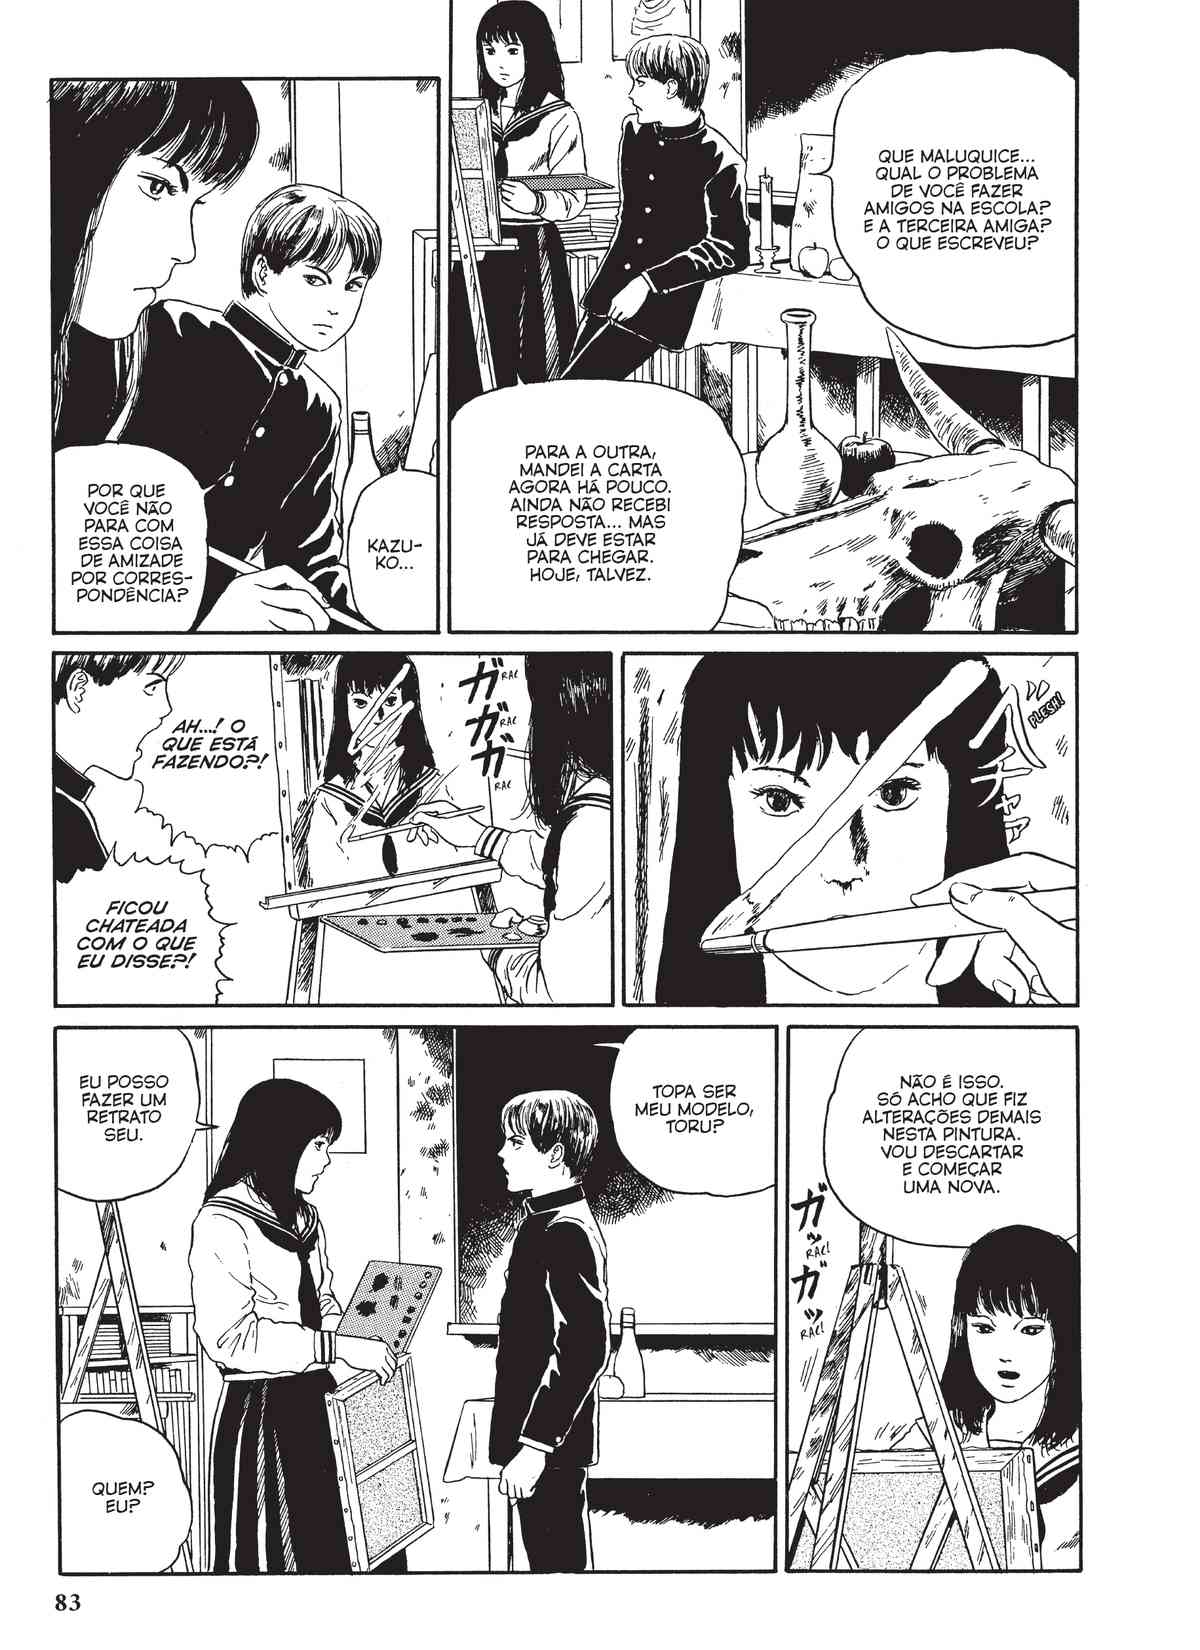 QUE MALUQUICE...
QUAL O PROBLEMA
DE VOCÊ FAZER
AMIGOS NA ESCOLA?
E A TERCEIRA AMIGA?
O QUE ESCREVEU?
PARA A OUTRA,
MANDEI A CARTA
AGORA HÁ POUCO.
AINDA NÃO RECEBI
RESPOSTA... MAS
JÁ DEVE ESTAR
PARA CHEGAR.
HOJE, TALVEZ.
KAZU-
KO...
POR QUE
VOCÊ NÃO
PARA COM
ESSA COISA
DE AMIZADE
POR CORRES-
PONDÊNCIA?
ベチャッ
PLESH!
ガガガ
RAC
RAC
RAC
AH...! O
QUE ESTÁ
FAZENDO?!
FICOU
CHATEADA
COM O QUE
EU DISSE?!
NÃO É ISSO.
SÓ ACHO QUE FIZ
ALTERAÇÕES DEMAIS
NESTA PINTURA.
VOU DESCARTAR
E COMEÇAR
UMA NOVA.
ガッ
RAC!
ガッ
RAC!
TOPA SER
MEU MODELO,
TORU?
EU POSSO
FAZER UM
RETRATO
SEU.
QUEM?
EU?
83